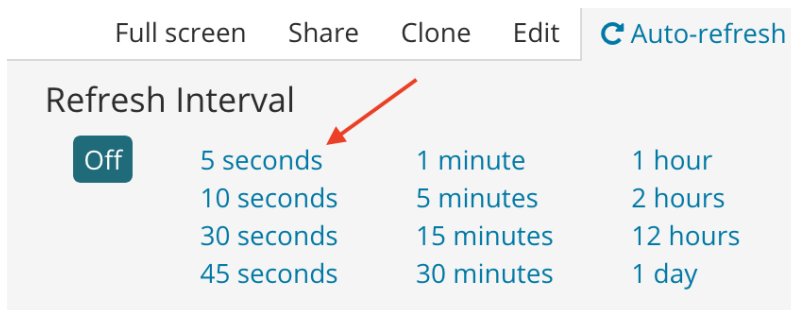 Full screen Share Clone Edit Auto-refresh
Refresh Interval
Off 5 seconds 1 minute 1 hour
10 seconds 5 minutes 2 hours
30 seconds 15 minutes 12 hours
45 seconds 30 minutes 1 day